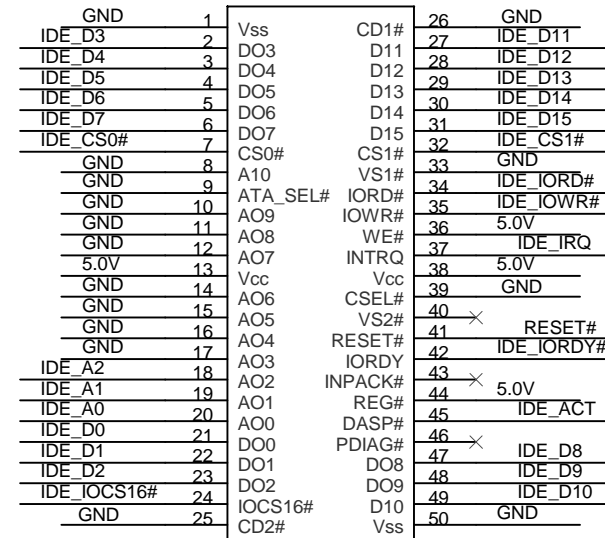 GND 1 Vss CD1# 26 GND
IDE_D3 2 DO3 D11 27 IDE_D11
IDE_D4 3 DO4 D12 28 IDE_D12
IDE_D5 4 DO5 D13 29 IDE_D13
IDE_D6 5 DO6 D14 30 IDE_D14
IDE_D7 6 DO7 D15 31 IDE_D15
IDE_CS0# 7 CS0# CS1# 32 IDE_CS1#
GND 8 A10 VS1# 33 GND
GND 9 ATA_SEL# IORD# 34 IDE_IORD#
GND 10 AO9 IOWR# 35 IDE_IOWR#
GND 11 AO8 WE# 36 5.0V
GND 12 AO7 INTRQ 37 IDE_IRQ
5.0V 13 Vcc Vcc 38 5.0V
GND 14 AO6 CSEL# 39 GND
GND 15 AO5 VS2# 40
GND 16 AO4 RESET# 41 RESET#
GND 17 AO3 IORDY 42 IDE_IORDY#
IDE_A2 18 AO2 INPACK# 43
IDE_A1 19 AO1 REG# 44 5.0V
IDE_A0 20 AO0 DASP# 45 IDE_ACT
IDE_D0 21 DO0 PDIAG# 46
IDE_D1 22 DO1 DO8 47 IDE_D8
IDE_D2 23 DO2 DO9 48 IDE_D9
IDE_IOCS16# 24 IOCS16# D10 49 IDE_D10
GND 25 CD2# Vss 50 GND